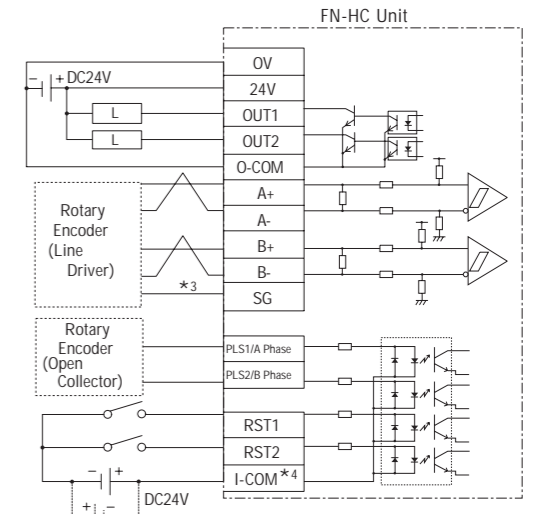 FN-HC Unit
− + DC24V
0V
24V
L
OUT1
L
OUT2
O-COM
A+
A-
B+
B-
SG
Rotary
Encoder
(Line
Driver)
*3
Rotary
Encoder
(Open
Collector)
PLS1/A Phase
PLS2/B Phase
RST1
RST2
I-COM*4
− +
+ −
DC24V